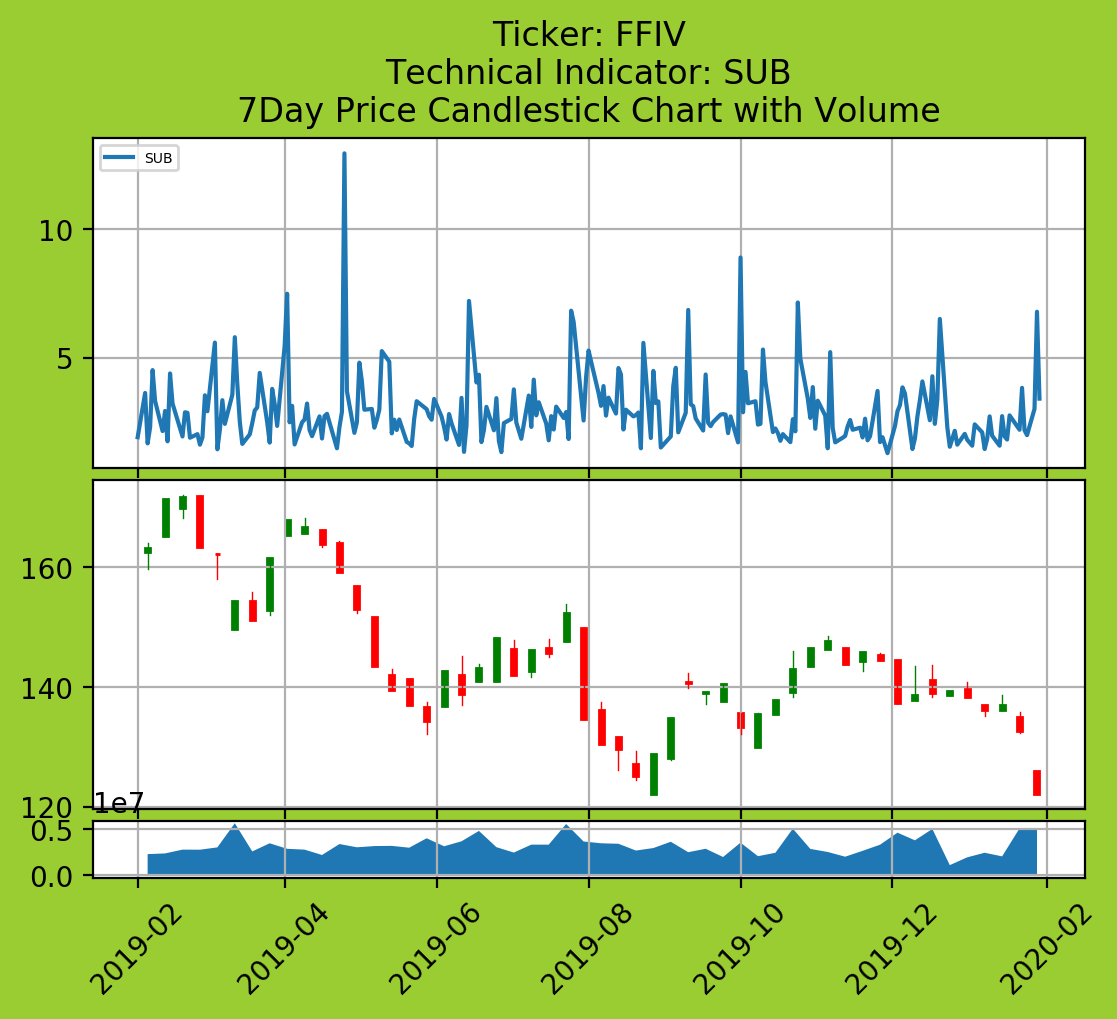 Ticker: FFIV
Technical Indicator: SUB
7Day Price Candlestick Chart with Volume
SUB
10
5
160
140
120
1e7
0.5
0.0
2019-02
2019-04
2019-06
2019-08
2019-10
2019-12
2020-02